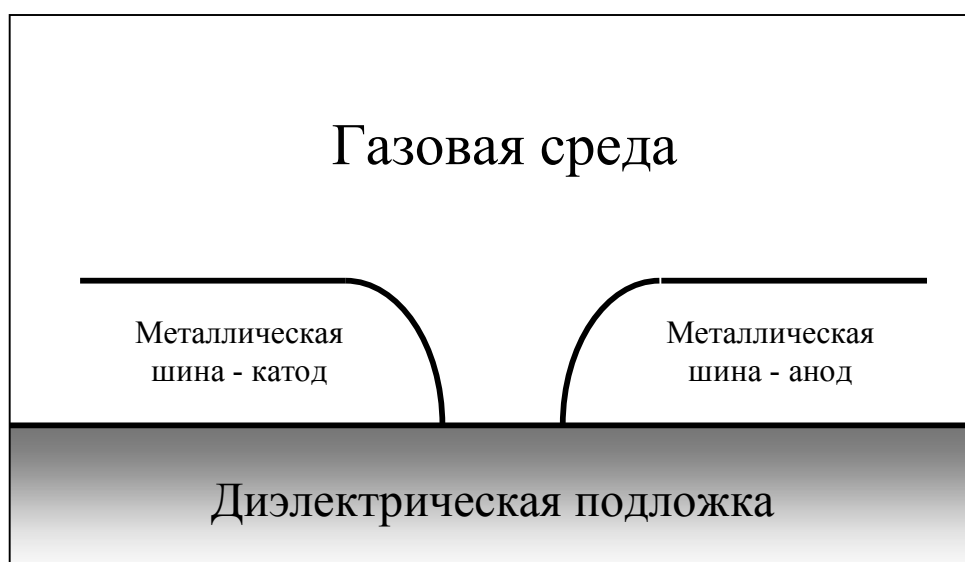 Газовая среда
Металлическая
шина - катод
Металлическая
шина - анод
Диэлектрическая подложка